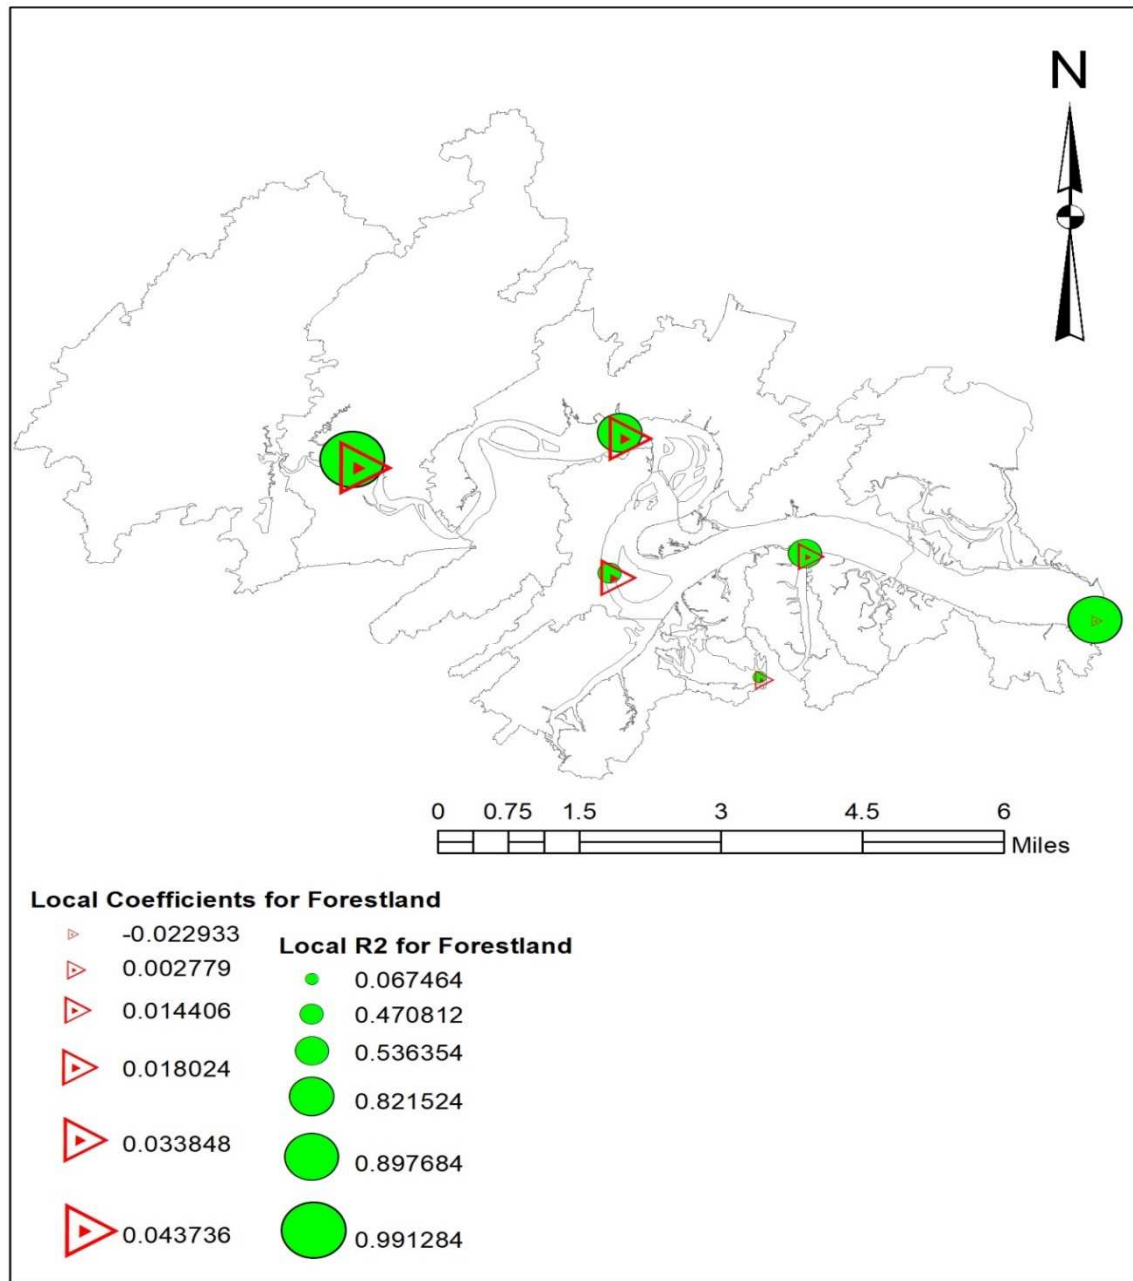 N
0 0.75 1.5 3 4.5 6
Miles
Local Coefficients for Forestland
-0.022933
0.002779
0.014406
0.018024
0.033848
0.043736
Local R2 for Forestland
0.067464
0.470812
0.536354
0.821524
0.897684
0.991284